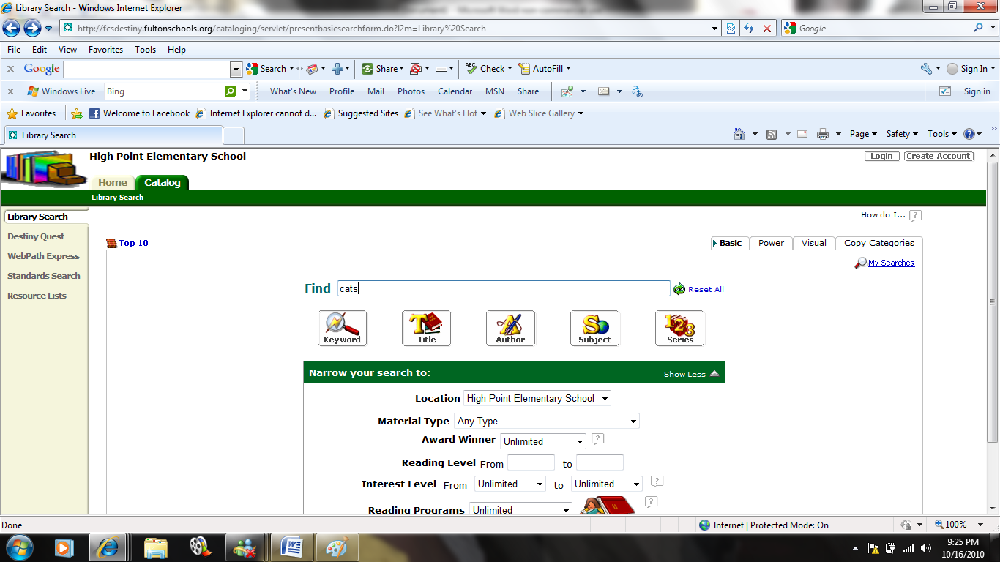 Library Search - Windows Internet Explorer
http://fcsdestiny.fultonschools.org/cataloging/servlet/presentbasicsearchform.do?l2m=Library%20Search
Google
File Edit View Favorites Tools Help
x Google Search Share Check AutoFill Sign In
x Windows Live Bing What's New Profile Mail Photos Calendar MSN Share Sign in
Favorites Welcome to Facebook Internet Explorer cannot d... Suggested Sites See What's Hot Web Slice Gallery
Library Search Page Safety Tools
High Point Elementary School Login Create Account
Home Catalog
Library Search
Library Search
How do I... ?
Destiny Quest
WebPath Express
Standards Search
Resource Lists
Top 10 Basic Power Visual Copy Categories
My Searches
Find cats Reset All
Keyword Title Author Subject Series
Narrow your search to: Show Less
Location High Point Elementary School
Material Type Any Type
Award Winner Unlimited ?
Reading Level From to
Interest Level From Unlimited to Unlimited ?
Reading Programs Unlimited ?
Done Internet | Protected Mode: On 100%
9:25 PM
10/16/2010